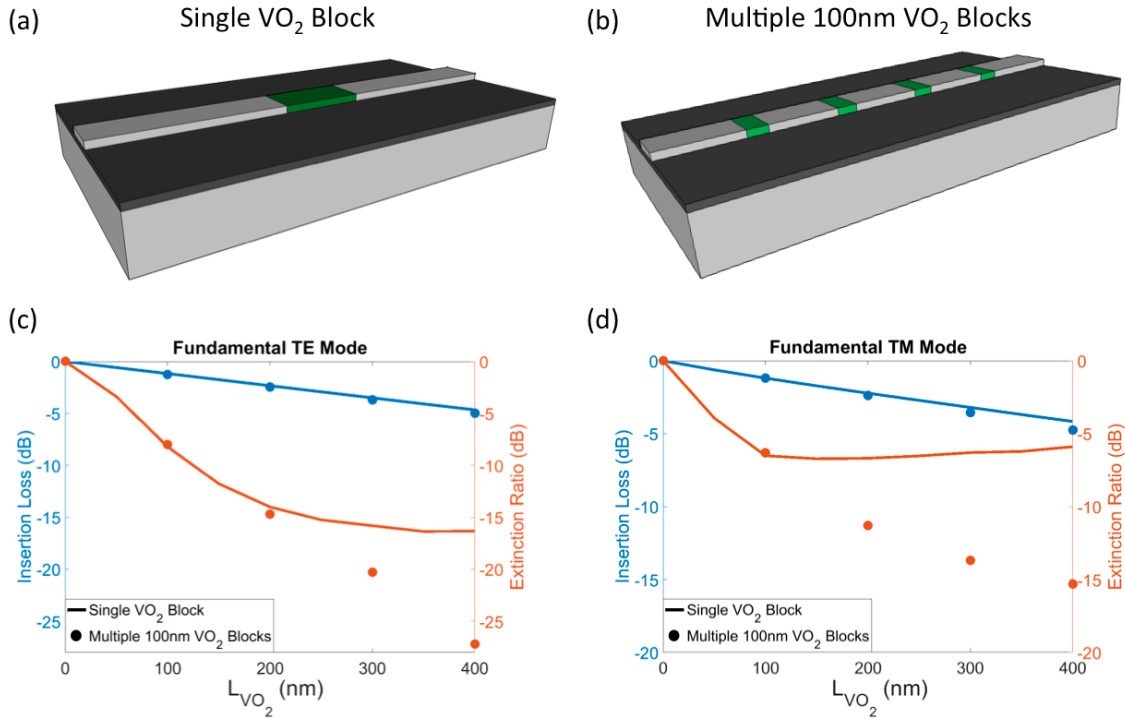 (a)
Single VO₂ Block
(b)
Multiple 100nm VO₂ Blocks
(c)
Fundamental TE Mode
0
-5
-10
-15
-20
-25
Insertion Loss (dB)
0
-5
-10
-15
-20
-25
Extinction Ratio (dB)
Single VO₂ Block
Multiple 100nm VO₂ Blocks
0 100 200 300 400
L_VO₂ (nm)
(d)
Fundamental TM Mode
0
-5
-10
-15
-20
Insertion Loss (dB)
0
-5
-10
-15
-20
Extinction Ratio (dB)
Single VO₂ Block
Multiple 100nm VO₂ Blocks
0 100 200 300 400
L_VO₂ (nm)